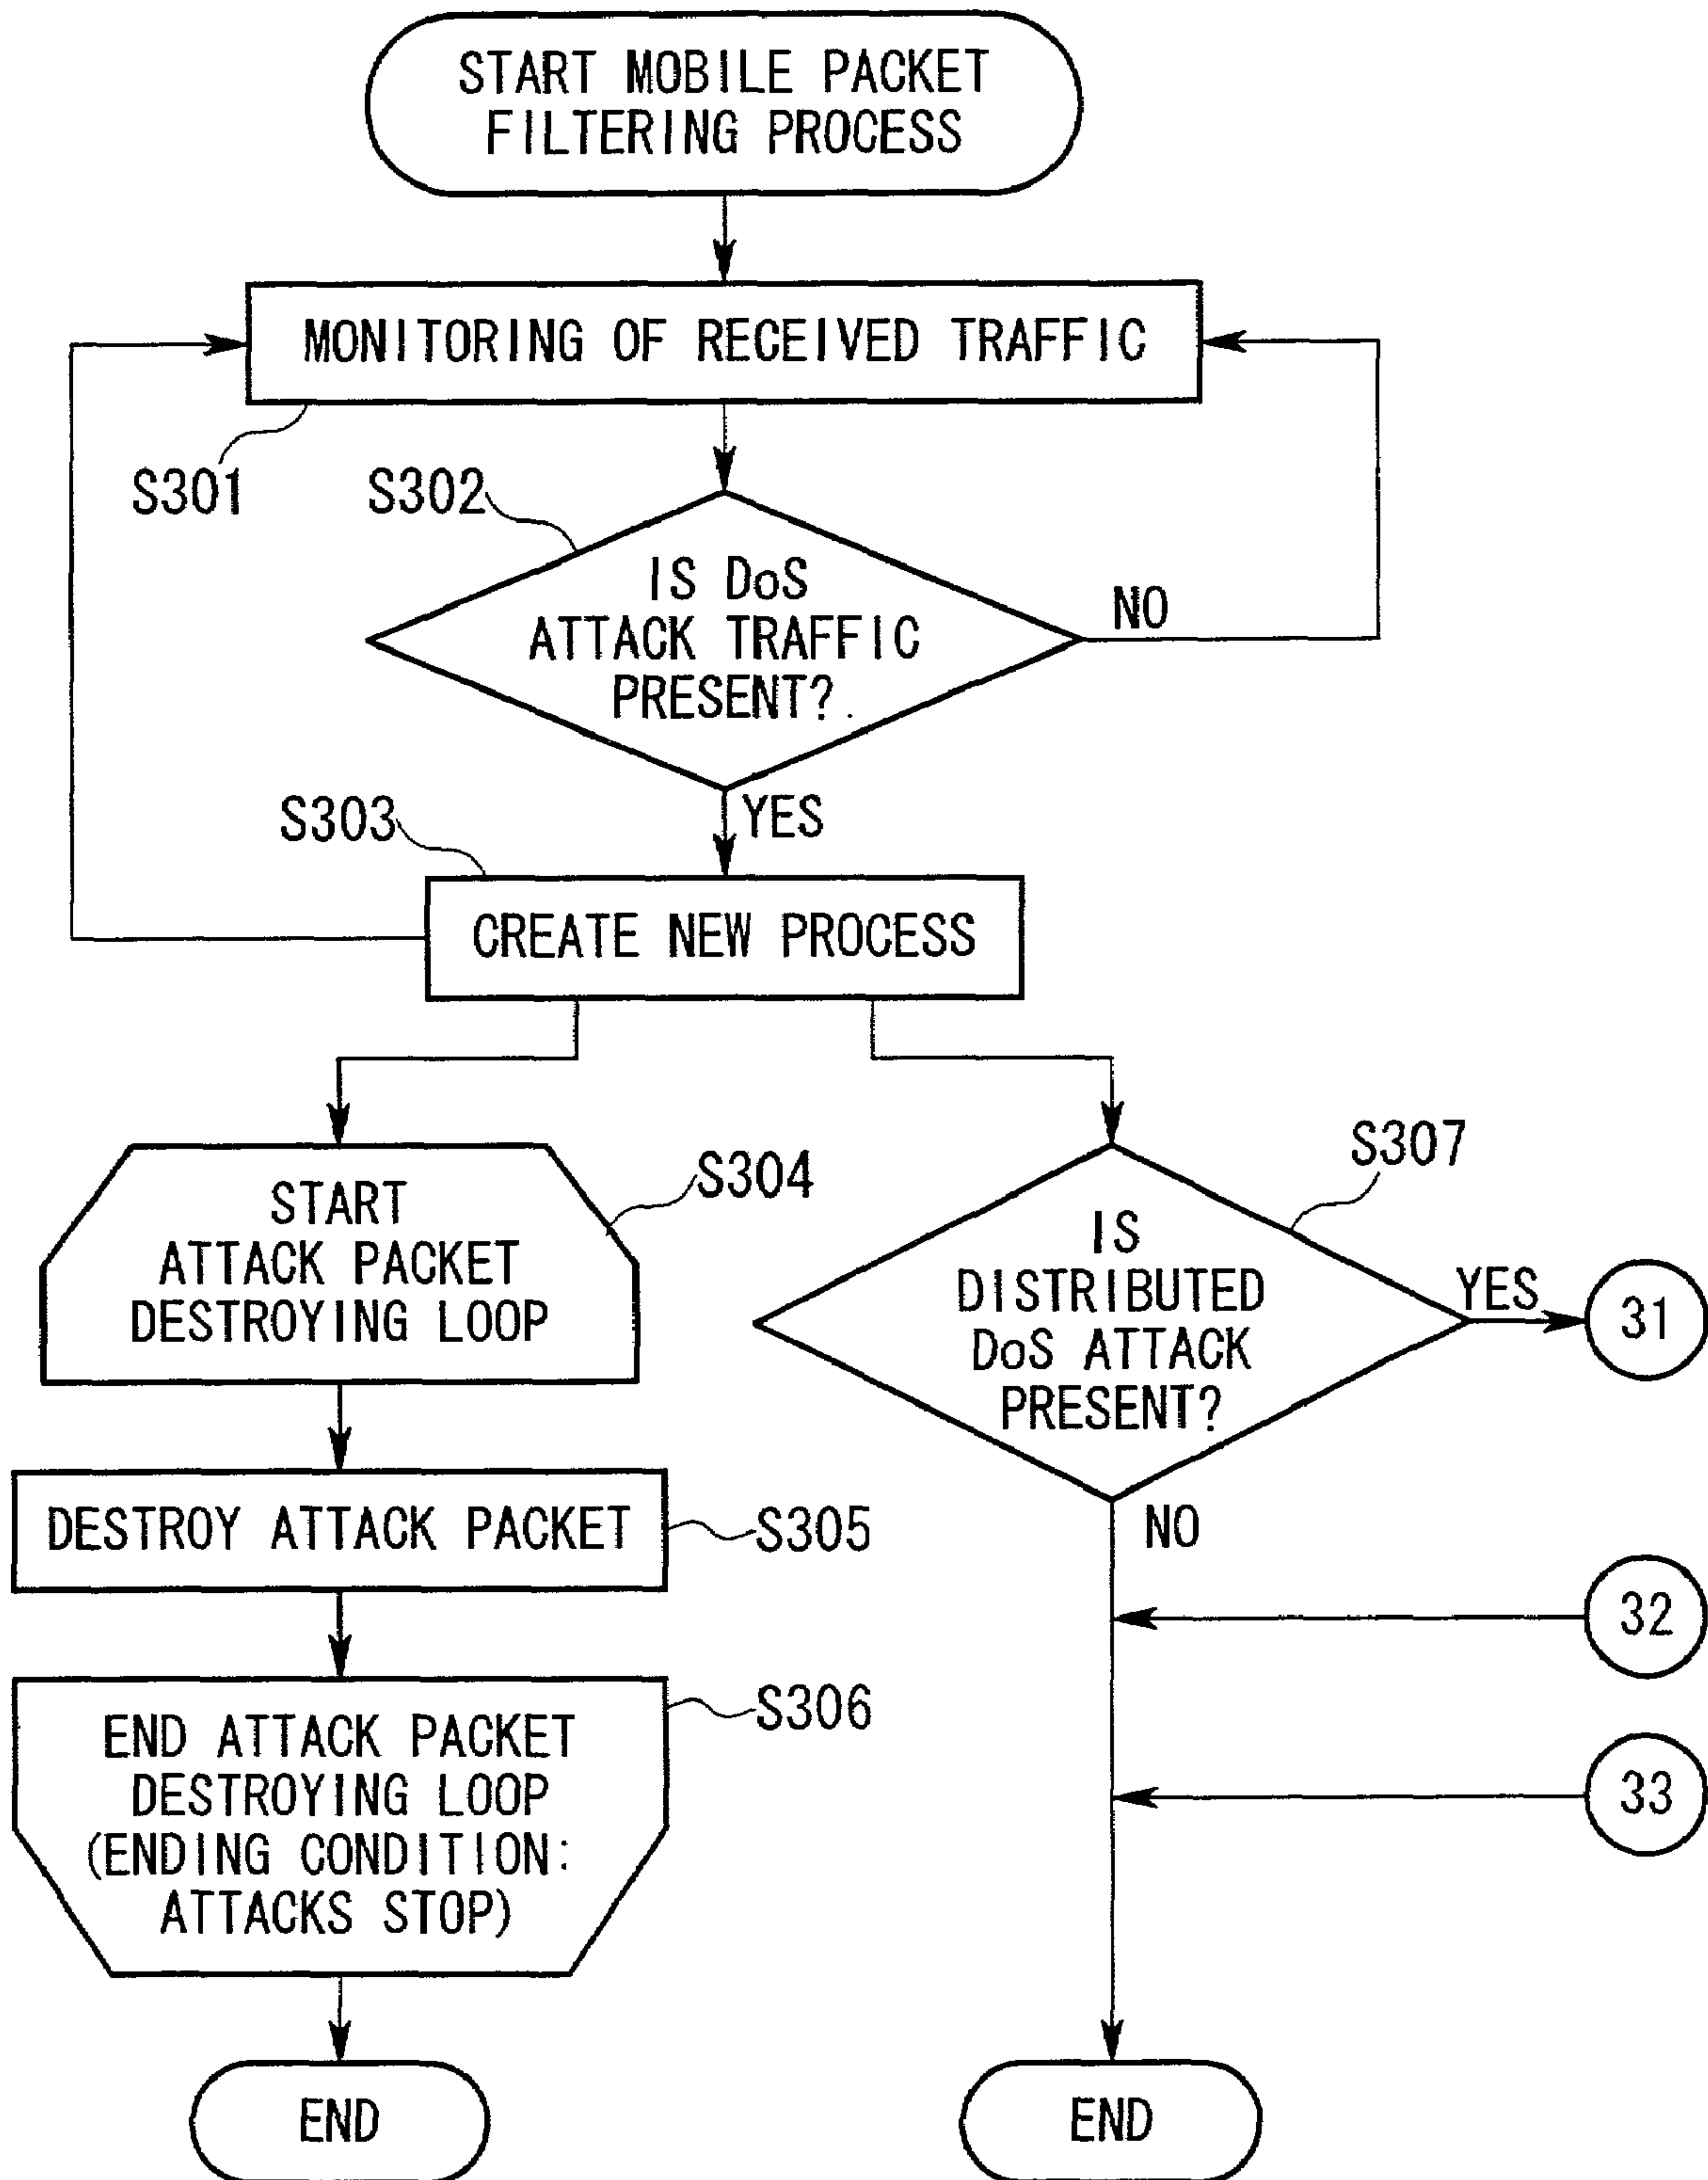 START MOBILE PACKET
FILTERING PROCESS
MONITORING OF RECEIVED TRAFFIC
S301
S302
IS DoS
ATTACK TRAFFIC
PRESENT?
NO
YES
S303
CREATE NEW PROCESS
START
ATTACK PACKET
DESTROYING LOOP
S304
DESTROY ATTACK PACKET
S305
END ATTACK PACKET
DESTROYING LOOP
(ENDING CONDITION:
ATTACKS STOP)
S306
END
S307
IS
DISTRIBUTED
DoS ATTACK
PRESENT?
YES
31
NO
32
33
END